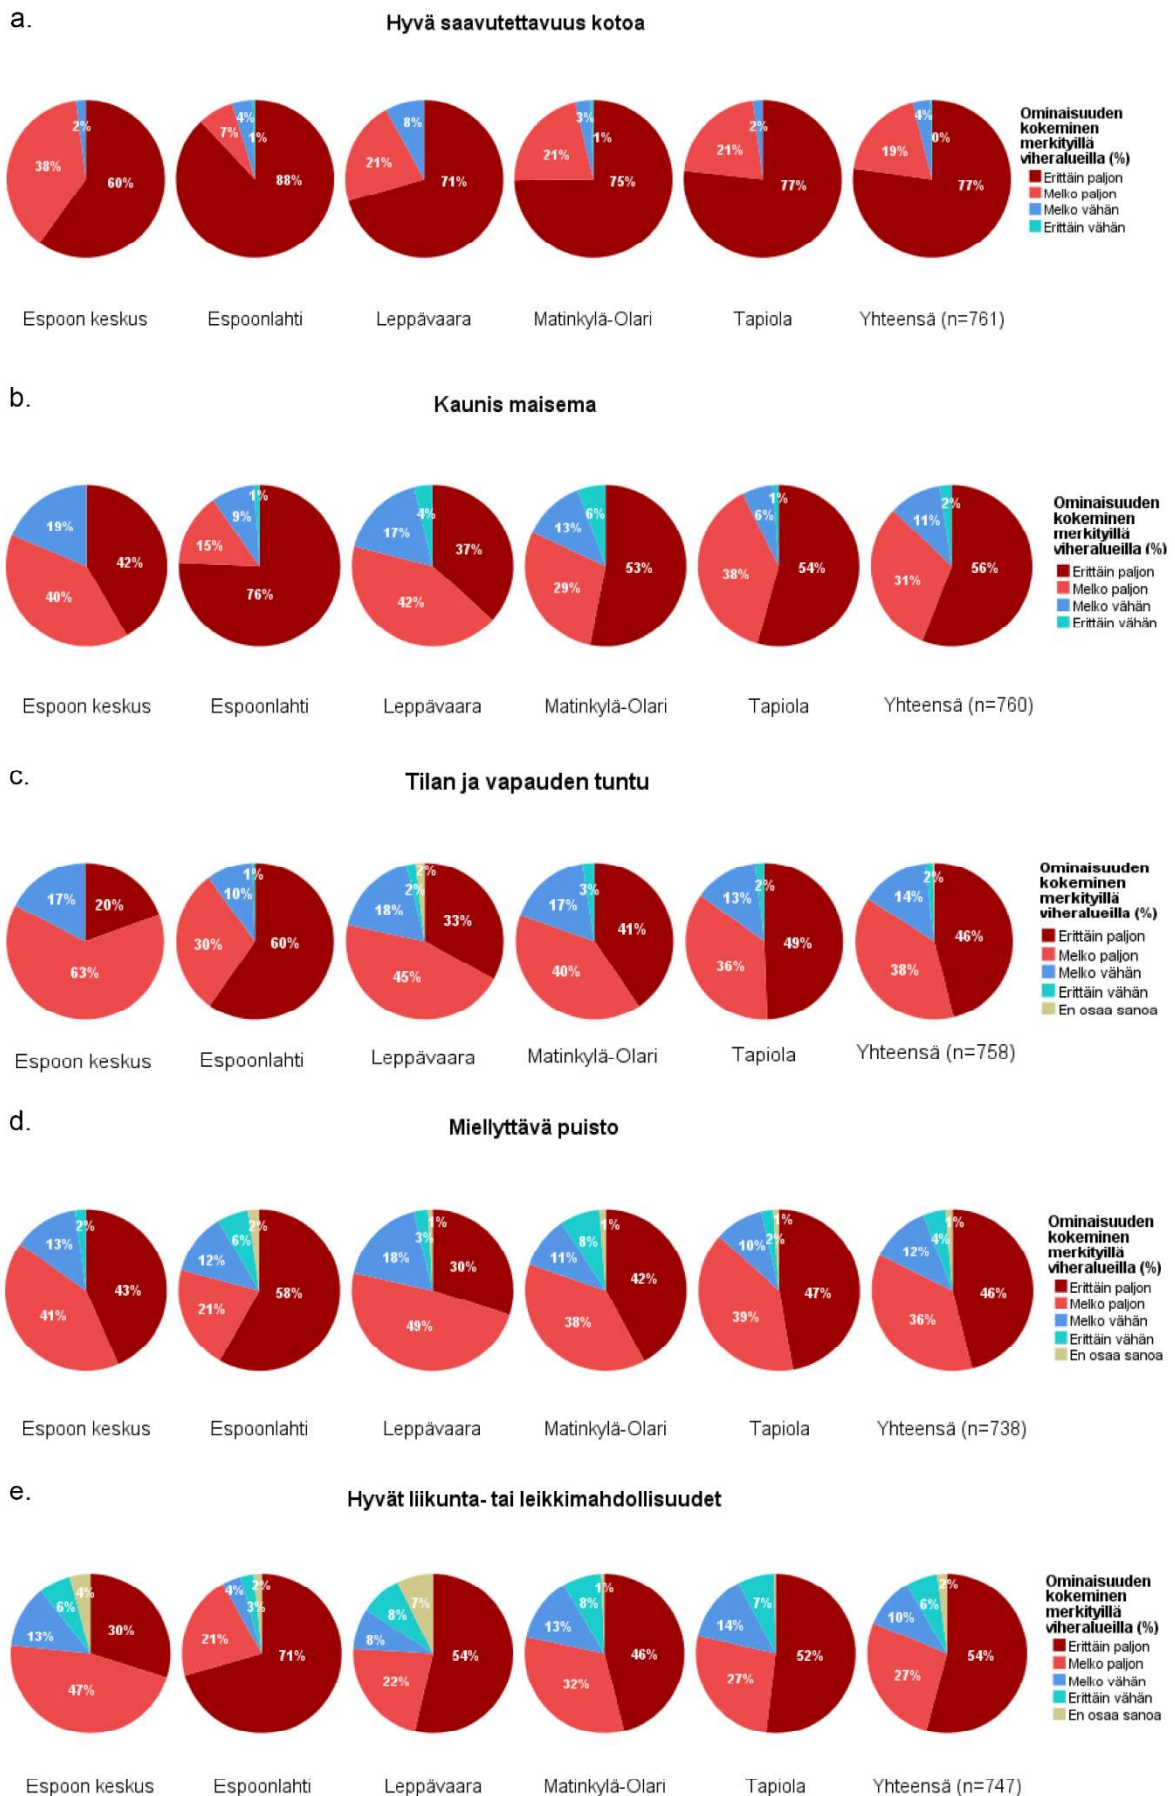 a.
Hyvä saavutettavuus kotoa
2%
38%
60%
4%
7%
1%
88%
8%
21%
71%
3%
21%
1%
75%
2%
21%
77%
4%
0%
19%
77%
Ominaisuuden
kokeminen
merkityillä
viheralueilla (%)
Erittäin paljon
Melko paljon
Melko vähän
Erittäin vähän
Espoon keskus
Espoonlahti
Leppävaara
Matinkylä-Olari
Tapiola
Yhteensä (n=761)
b.
Kaunis maisema
19%
42%
40%
1%
9%
15%
76%
4%
17%
37%
42%
6%
13%
53%
29%
1%
6%
38%
54%
2%
11%
31%
56%
Ominaisuuden
kokeminen
merkityillä
viheralueilla (%)
Erittäin paljon
Melko paljon
Melko vähän
Erittäin vähän
Espoon keskus
Espoonlahti
Leppävaara
Matinkylä-Olari
Tapiola
Yhteensä (n=760)
c.
Tilan ja vapauden tuntu
17%
20%
63%
1%
10%
30%
60%
2%
2%
18%
33%
45%
3%
17%
41%
40%
2%
13%
49%
36%
2%
14%
46%
38%
Ominaisuuden
kokeminen
merkityillä
viheralueilla (%)
Erittäin paljon
Melko paljon
Melko vähän
Erittäin vähän
En osaa sanoa
Espoon keskus
Espoonlahti
Leppävaara
Matinkylä-Olari
Tapiola
Yhteensä (n=758)
d.
Miellyttävä puisto
2%
13%
43%
41%
2%
6%
12%
58%
21%
1%
3%
18%
30%
49%
1%
8%
11%
42%
38%
1%
2%
10%
47%
39%
1%
4%
12%
46%
36%
Ominaisuuden
kokeminen
merkityillä
viheralueilla (%)
Erittäin paljon
Melko paljon
Melko vähän
Erittäin vähän
En osaa sanoa
Espoon keskus
Espoonlahti
Leppävaara
Matinkylä-Olari
Tapiola
Yhteensä (n=738)
e.
Hyvät liikunta- tai leikkimahdollisuudet
4%
6%
13%
30%
47%
2%
4%
3%
21%
71%
7%
8%
8%
22%
54%
1%
8%
13%
46%
32%
7%
14%
27%
52%
2%
6%
10%
27%
54%
Ominaisuuden
kokeminen
merkityillä
viheralueilla (%)
Erittäin paljon
Melko paljon
Melko vähän
Erittäin vähän
En osaa sanoa
Espoon keskus
Espoonlahti
Leppävaara
Matinkylä-Olari
Tapiola
Yhteensä (n=747)